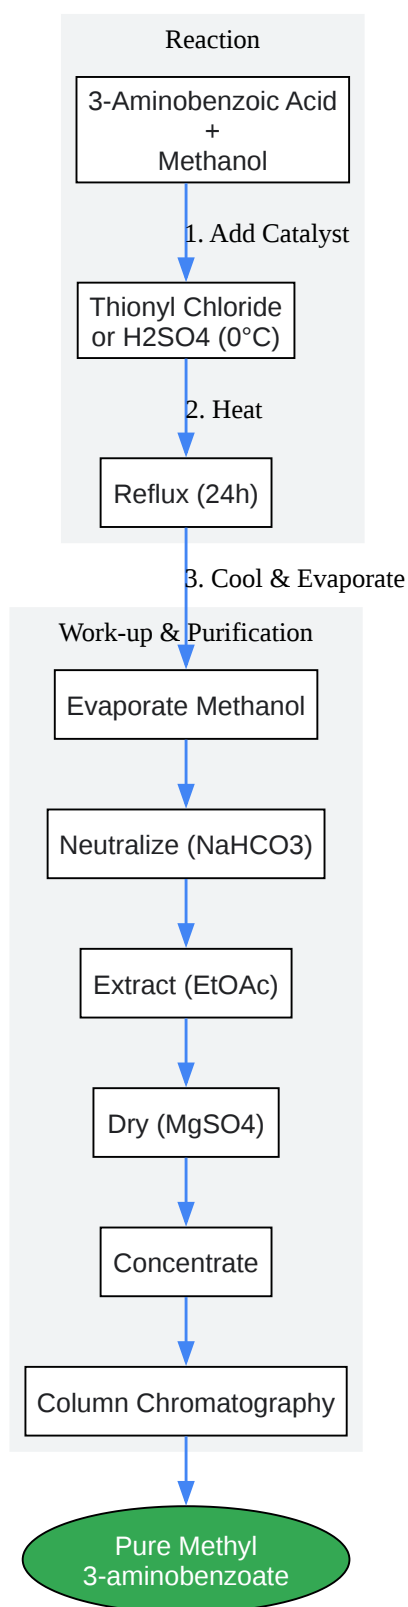 Reaction
3-Aminobenzoic Acid
+
Methanol
1. Add Catalyst
Thionyl Chloride
or H2SO4 (0°C)
2. Heat
Reflux (24h)
3. Cool & Evaporate
Work-up & Purification
Evaporate Methanol
Neutralize (NaHCO3)
Extract (EtOAc)
Dry (MgSO4)
Concentrate
Column Chromatography
Pure Methyl
3-aminobenzoate